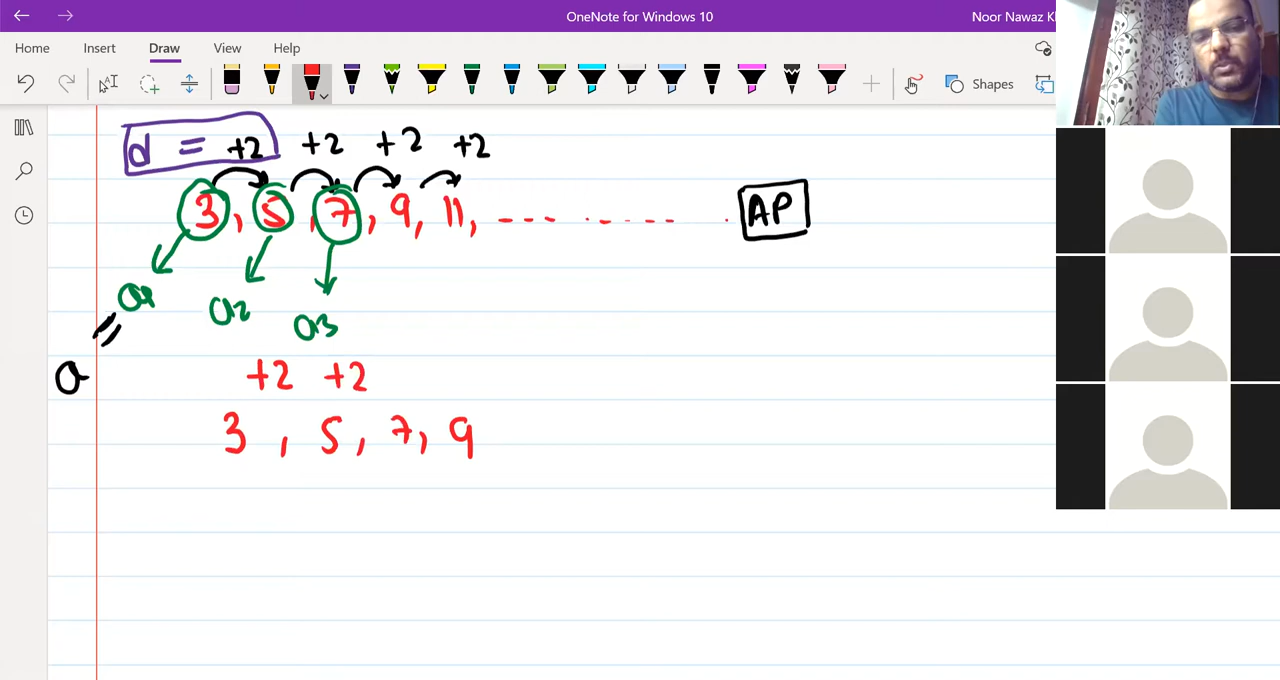 OneNote for Windows 10
Noor Nawaz Kh
Home Insert Draw View Help
Shapes
d = +2 +2 +2 +2
3, 5, 7, 9, 11, --- --- AP
a1 a2 a3
=
a
+2 +2
3, 5, 7, 9